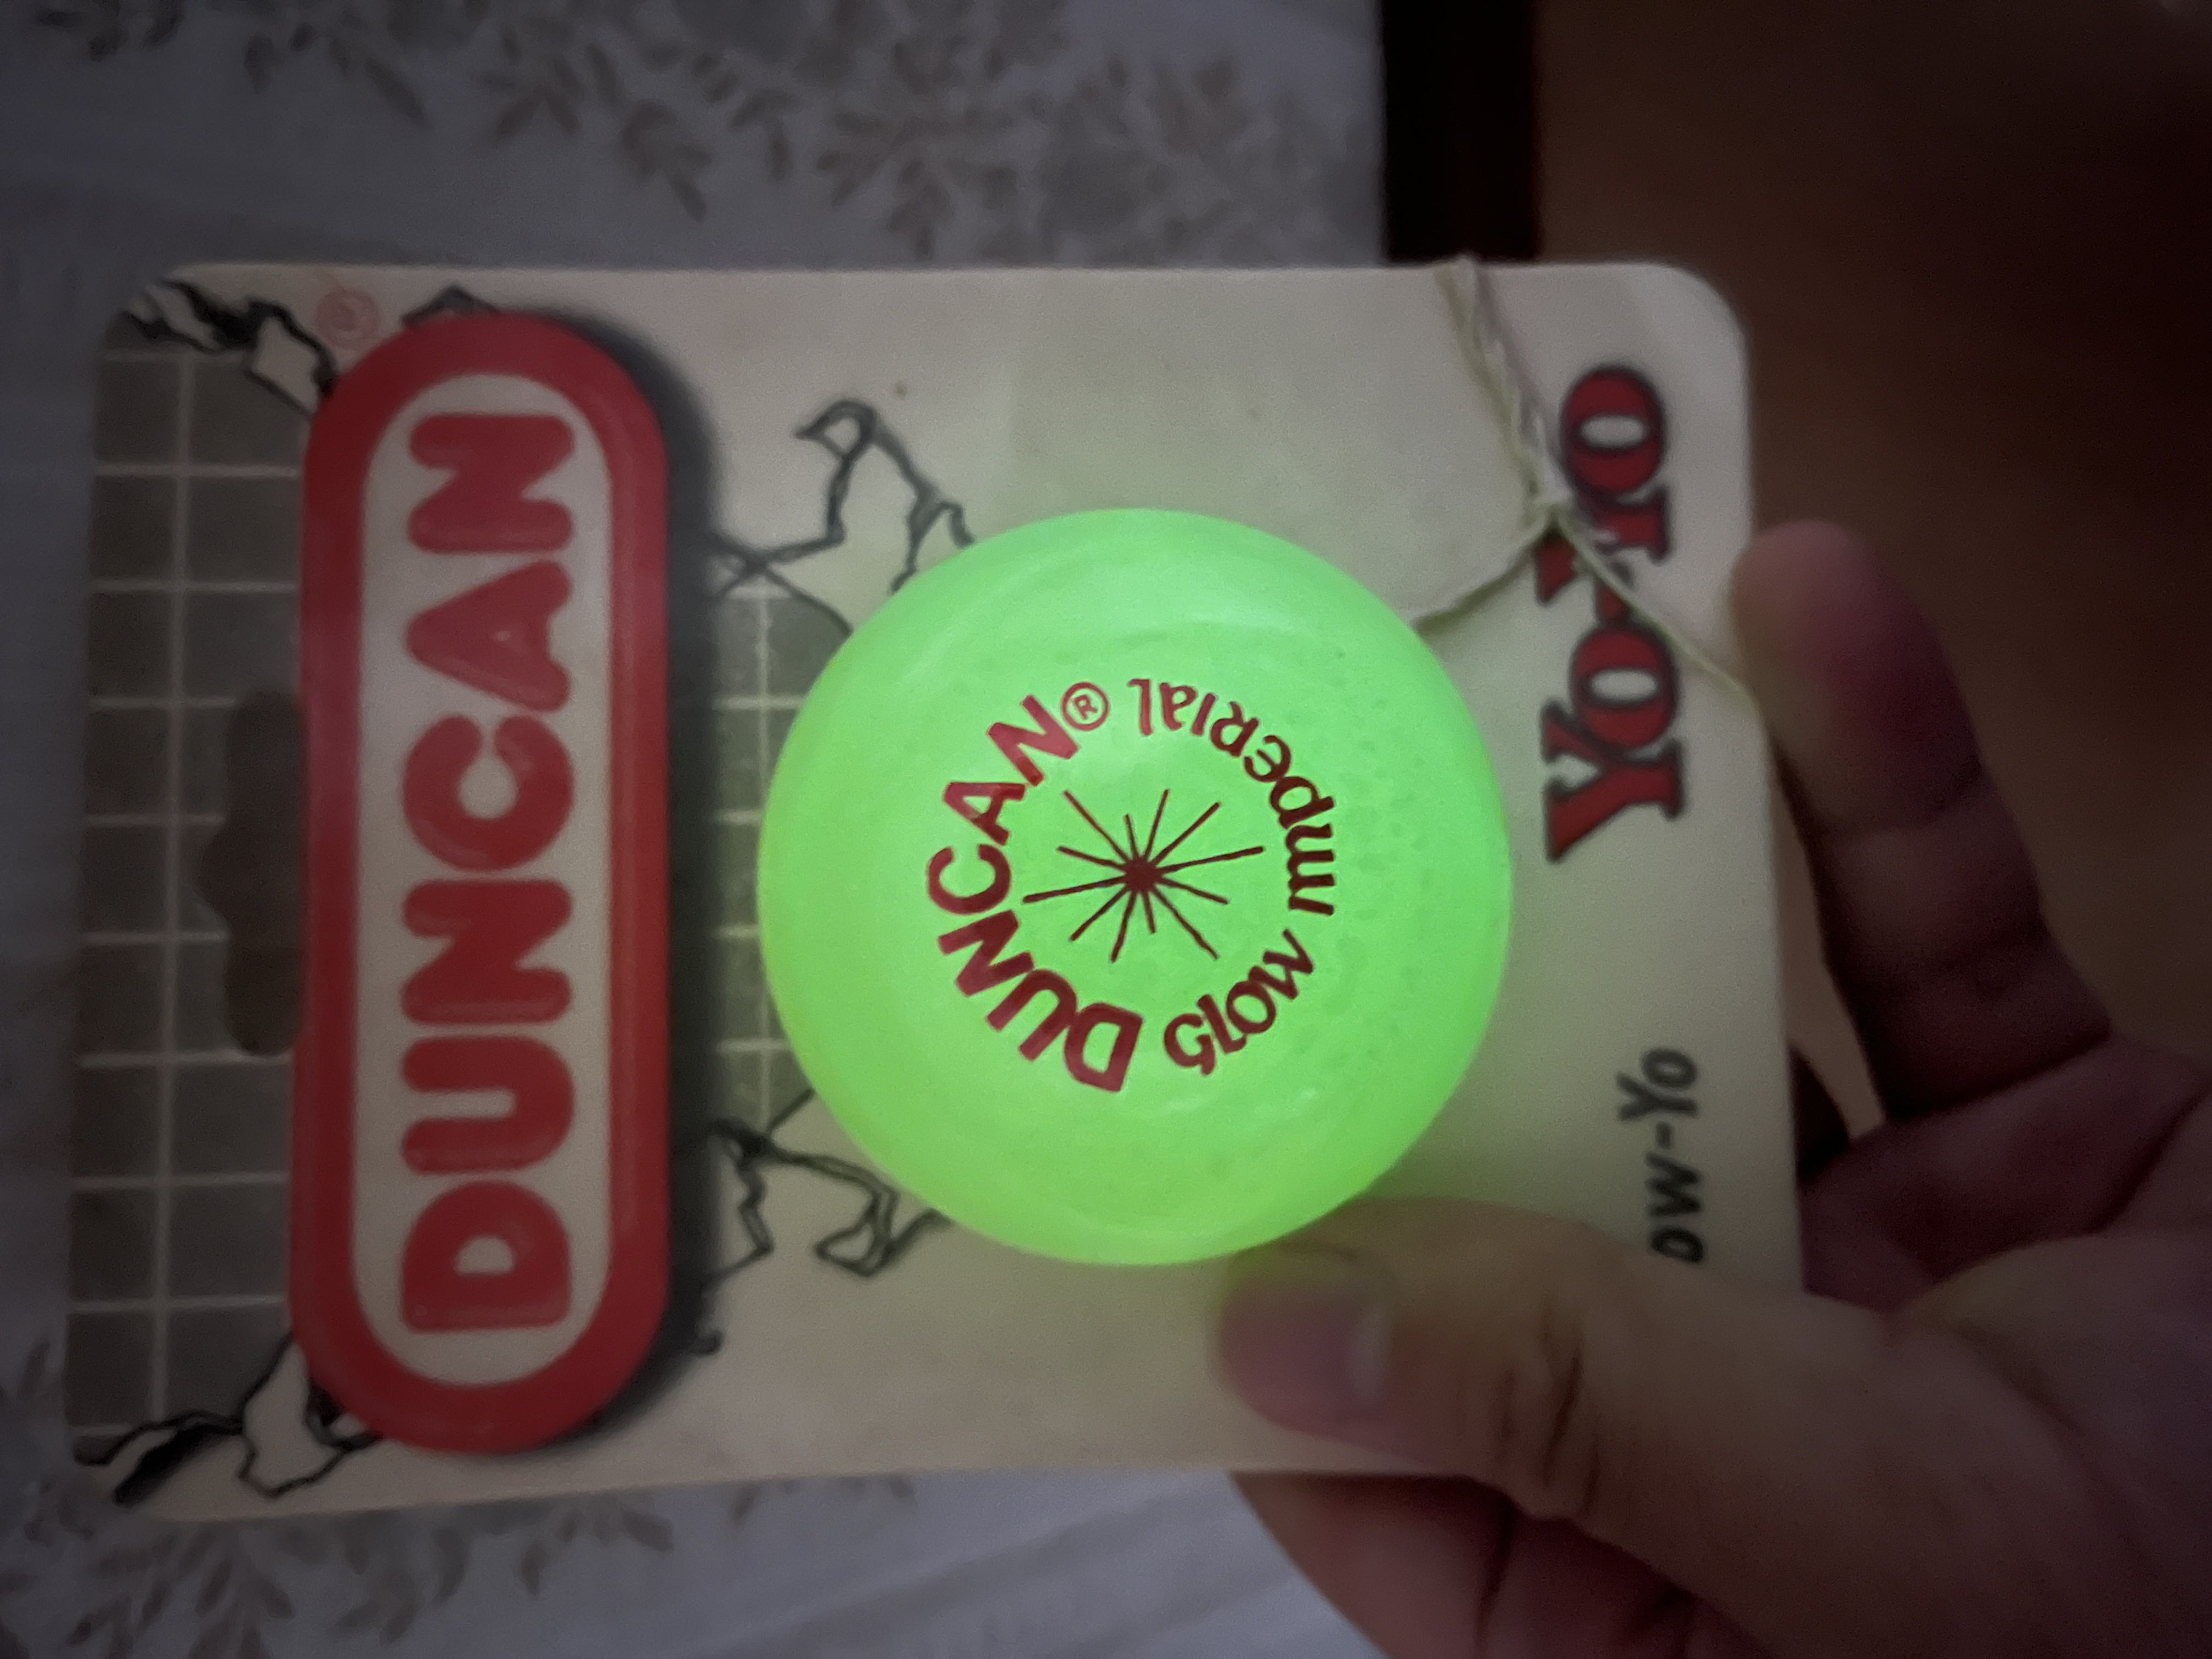 DUNCAN
®
DUNCAN®
GLOW ImpeRIAL
Yo-Yo
ow-Yo